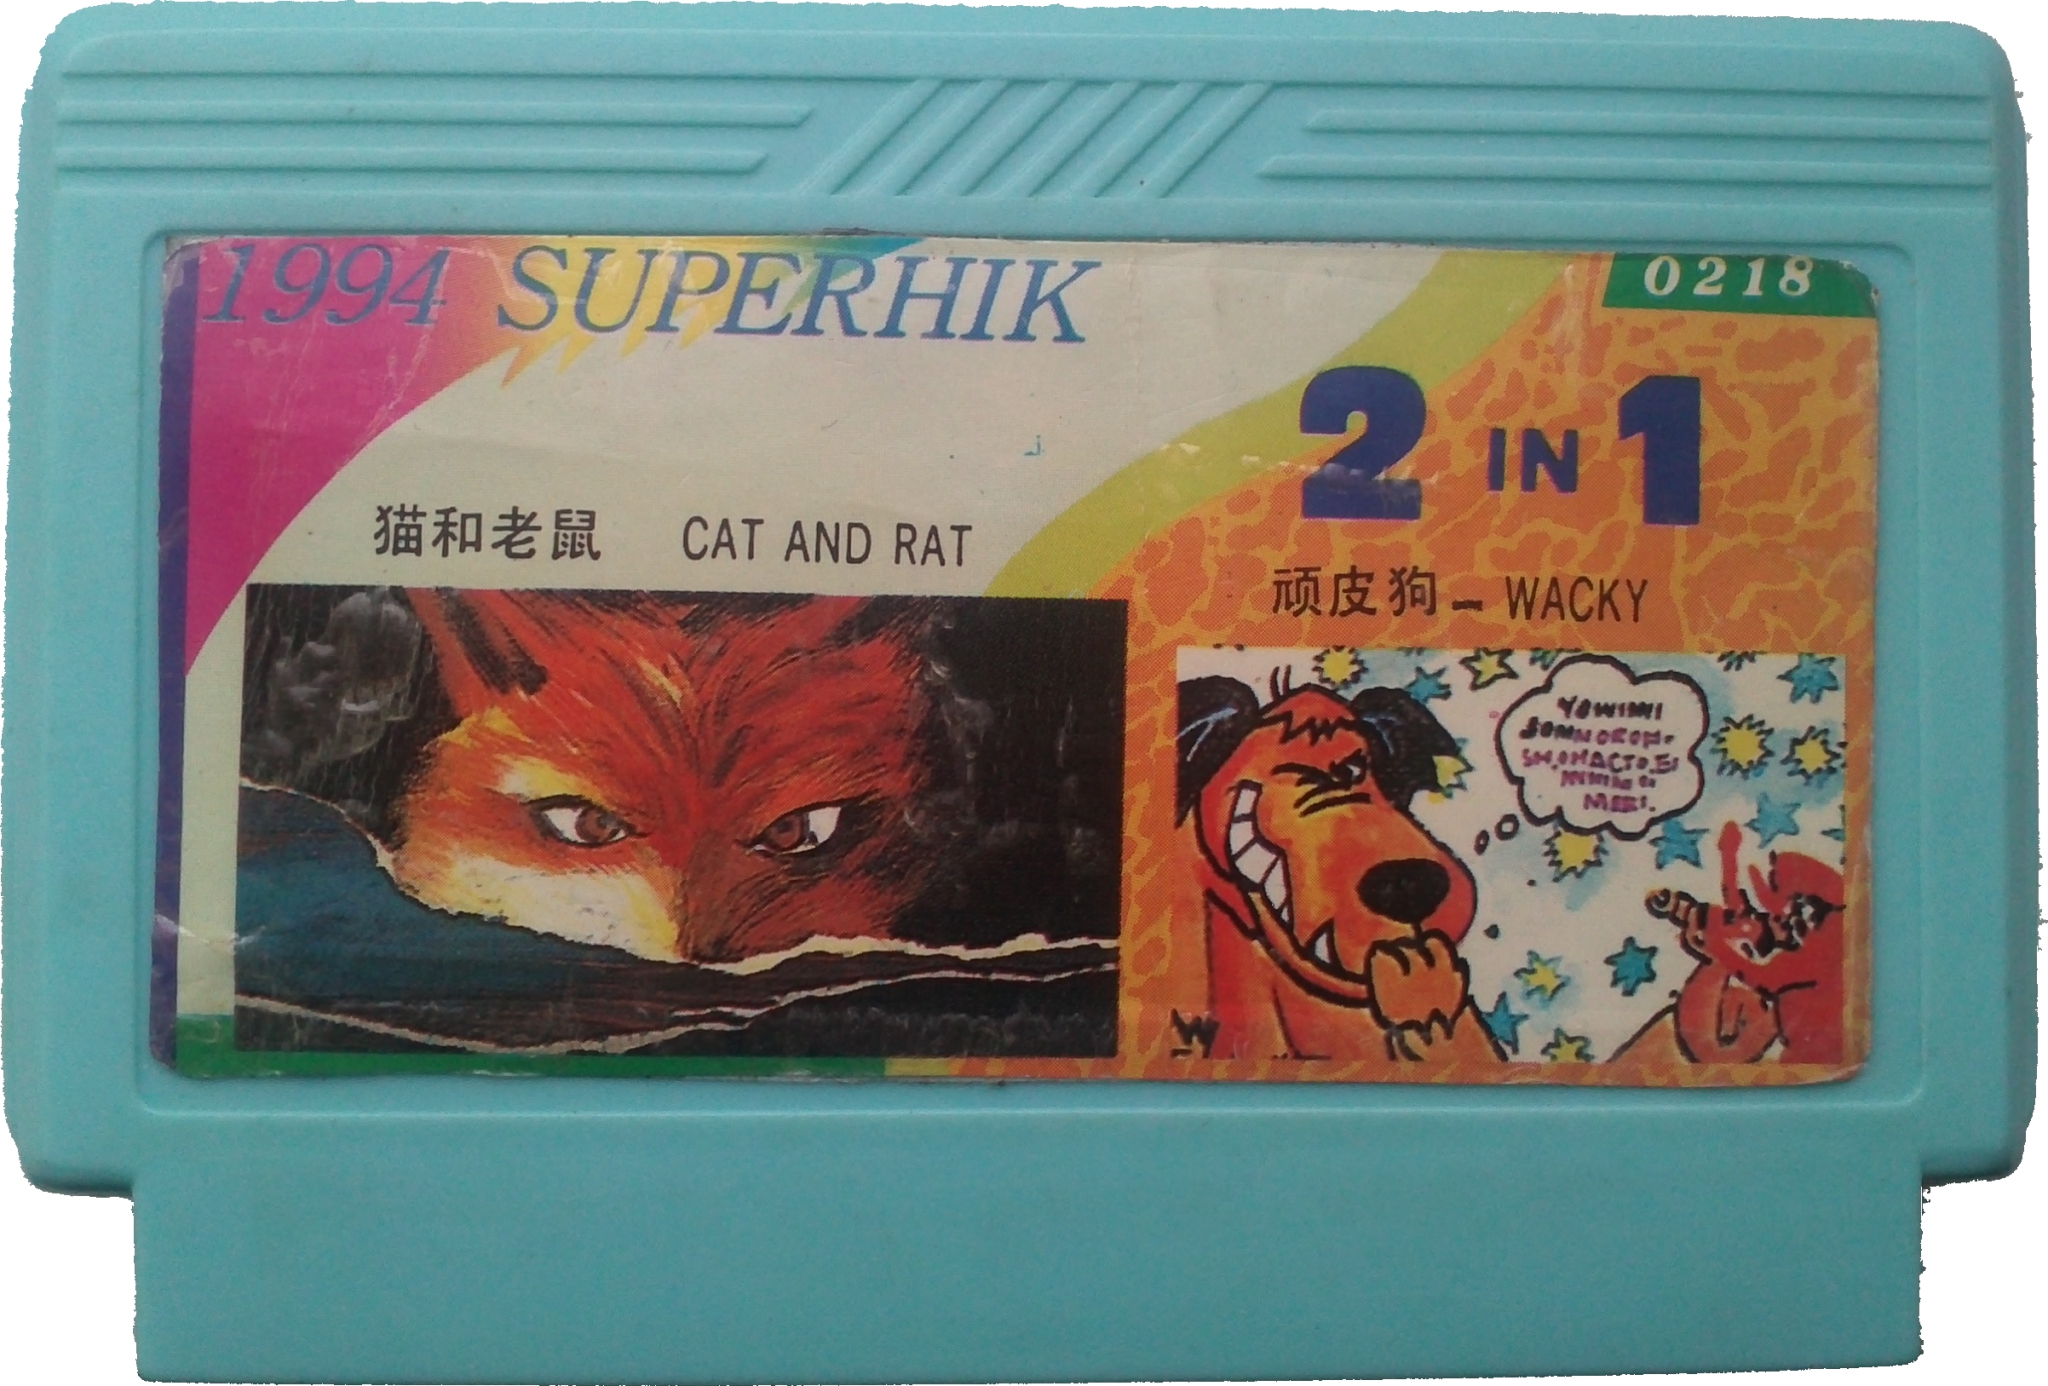 1994 SUPERHIK
0218
2 IN 1
猫和老鼠 CAT AND RAT
顽皮狗 - WACKY